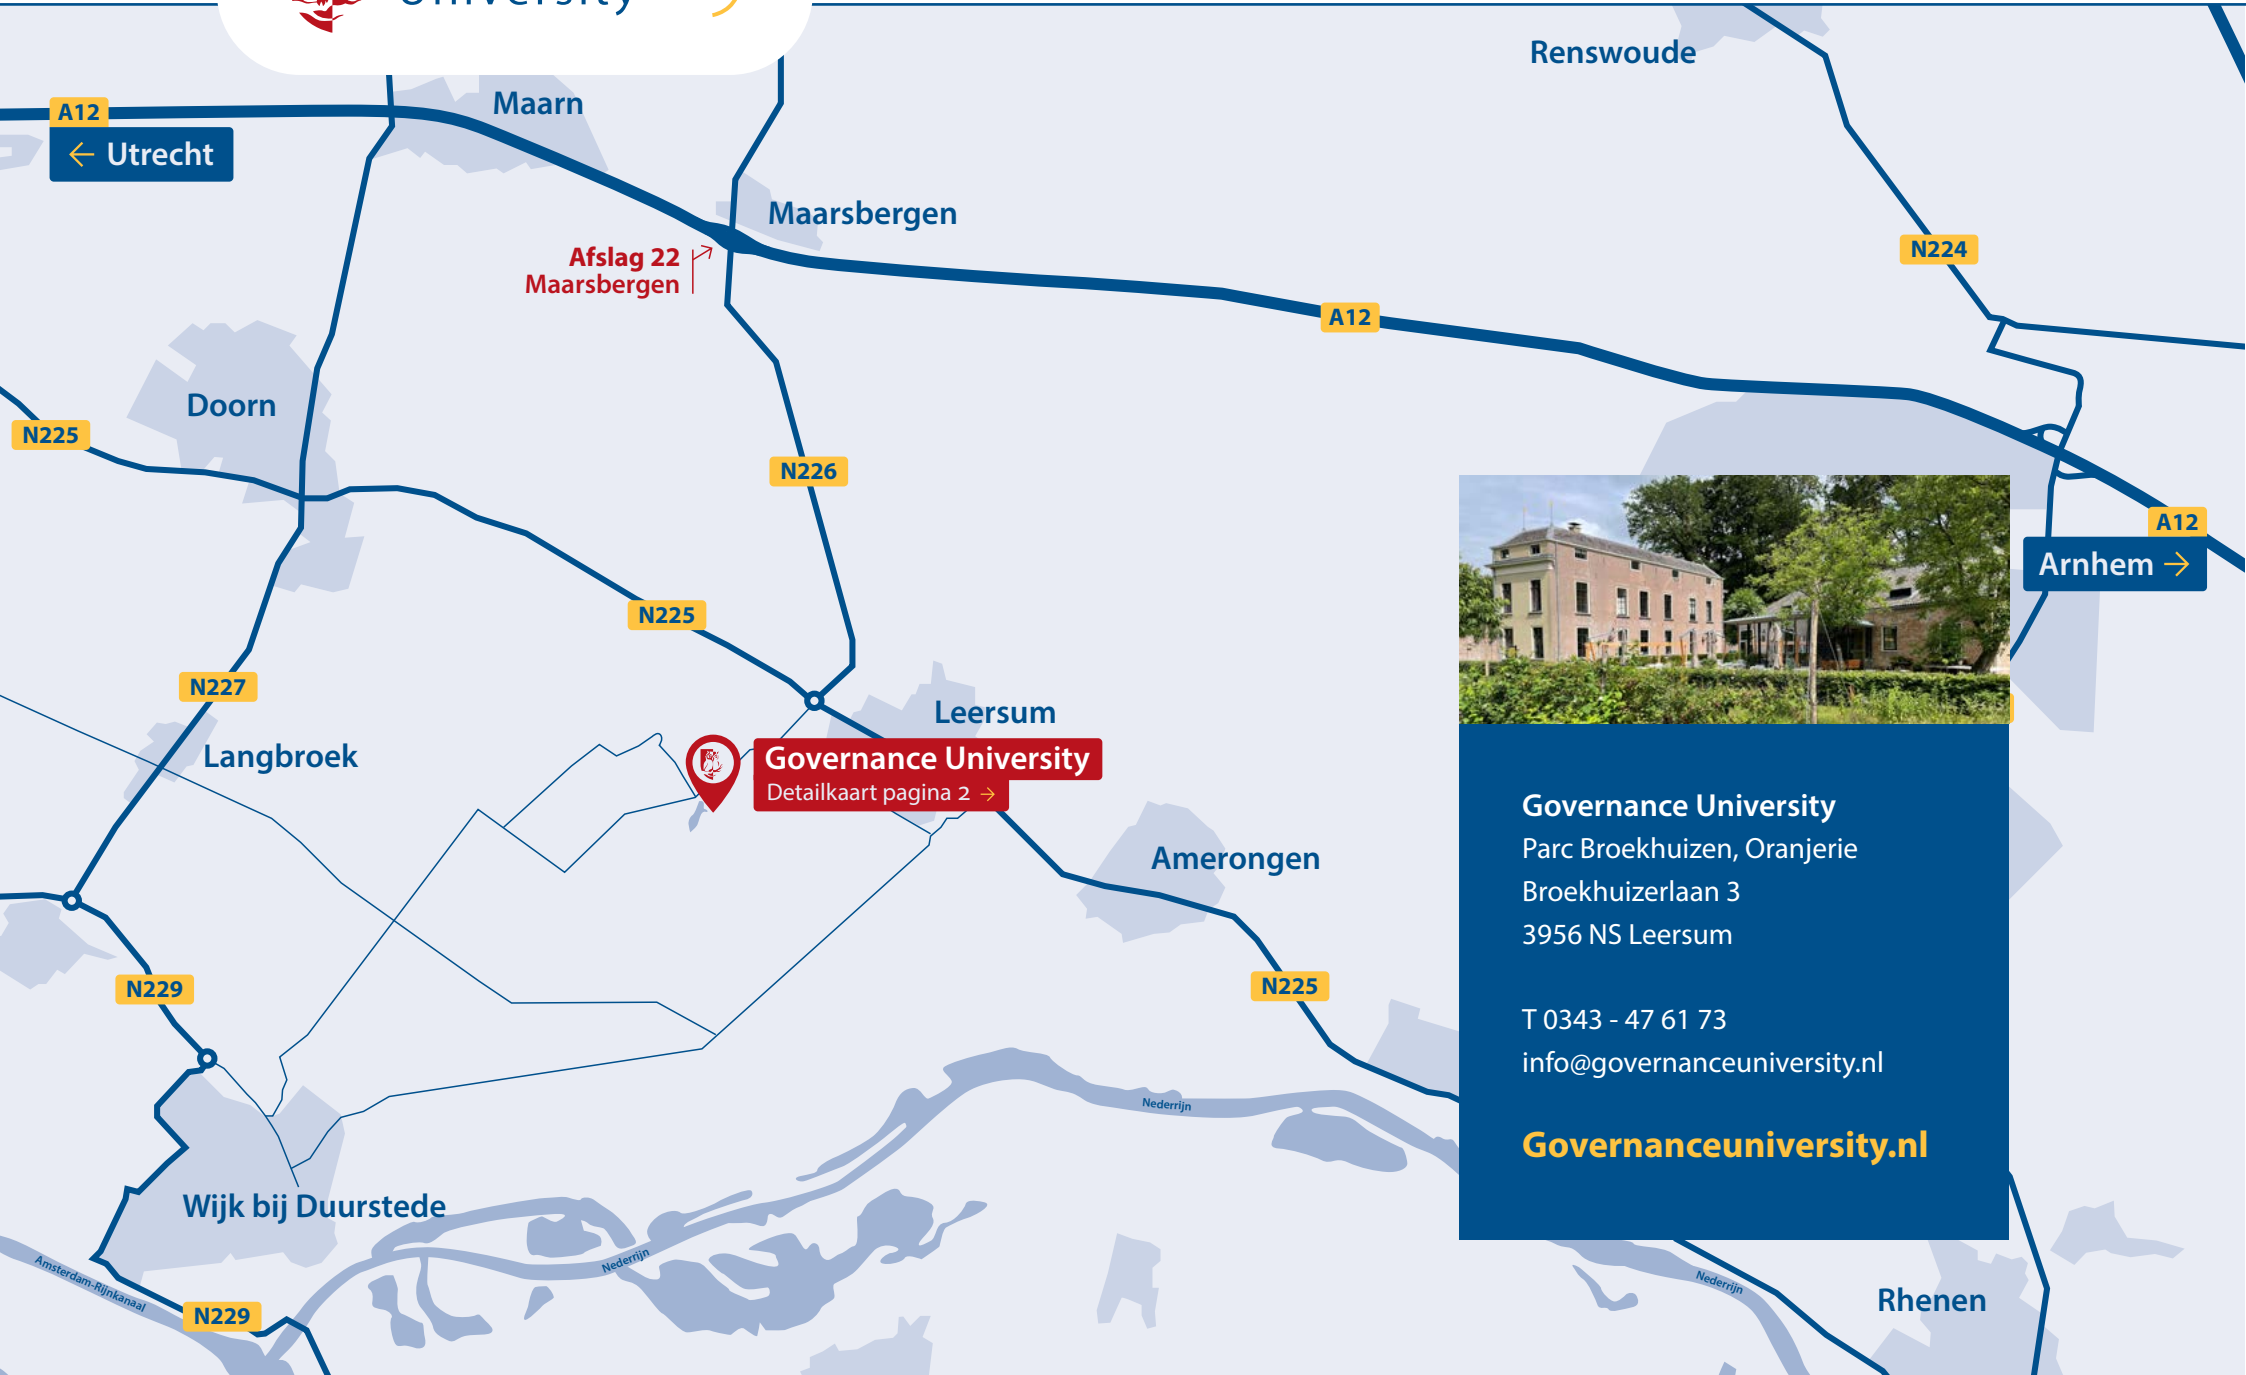 University
Renswoude
Maarn
A12
← Utrecht
Maarsbergen
Afslag 22
Maarsbergen
N224
A12
Doorn
N225
N226
A12
Arnhem →
N225
N227
Leersum
Langbroek
Governance University
Detailkaart pagina 2 →
Governance University
Parc Broekhuizen, Oranjerie
Broekhuizerlaan 3
3956 NS Leersum
T 0343 - 47 61 73
info@governanceuniversity.nl
Governanceuniversity.nl
Amerongen
N225
N229
Nederrijn
Wijk bij Duurstede
Nederrijn
Amsterdam-Rijnkanaal
N229
Nederrijn
Rhenen